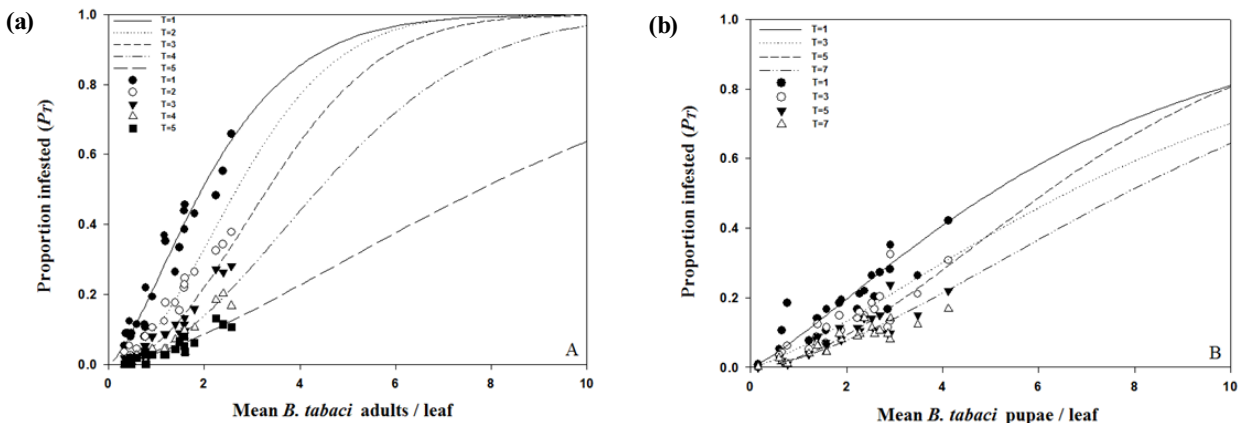 (a)
Proportion infested (PT)
1.0
0.8
0.6
0.4
0.2
0.0
T=1
T=2
T=3
T=4
T=5
T=1
T=2
T=3
T=4
T=5
A
0
2
4
6
8
10
Mean B. tabaci adults / leaf
(b)
Proportion infested (PT)
1.0
0.8
0.6
0.4
0.2
0.0
T=1
T=3
T=5
T=7
T=1
T=3
T=5
T=7
B
0
2
4
6
8
10
Mean B. tabaci pupae / leaf